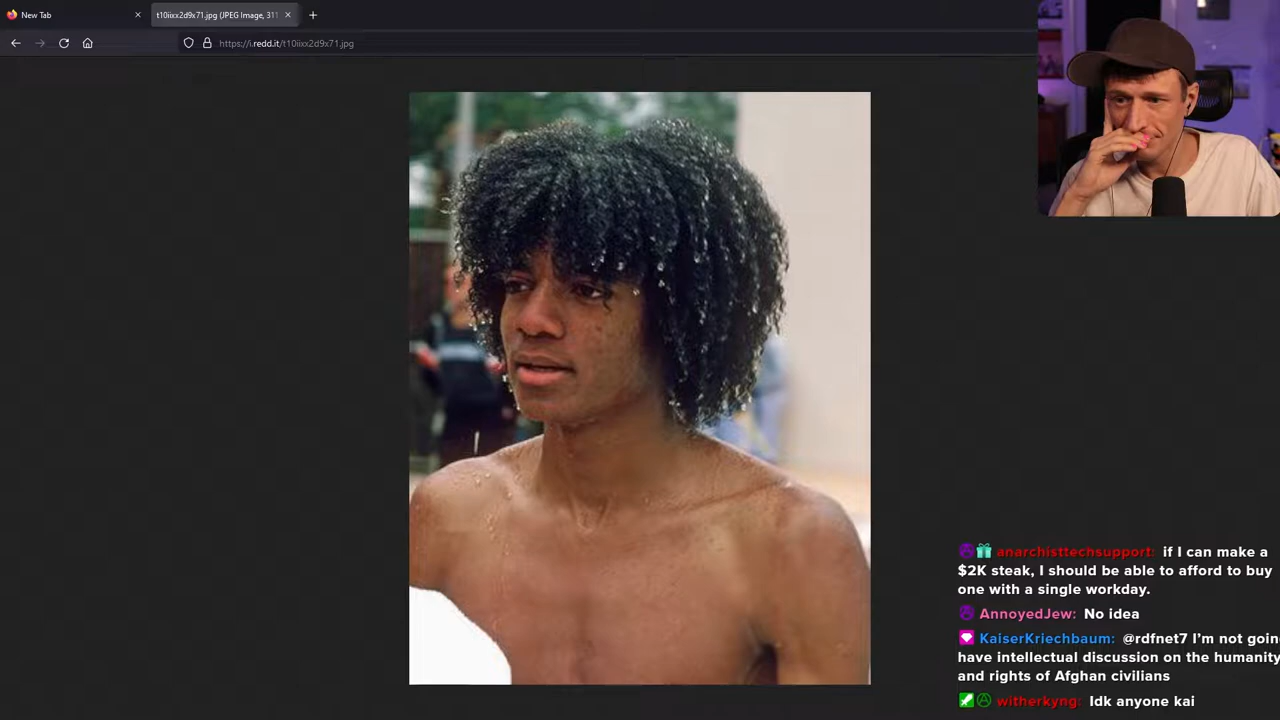 New Tab
t10iixx2d9x71.jpg (JPEG Image, 311
https://i.redd.it/t10iixx2d9x71.jpg
anarchisttechsupport: if I can make a
$2K steak, I should be able to afford to buy
one with a single workday.
AnnoyedJew: No idea
KaiserKriechbaum: @rdfnet7 I'm not goin
have intellectual discussion on the humanity
and rights of Afghan civilians
witherkyng: Idk anyone kai